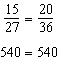 15/27 = 20/36
540 = 540